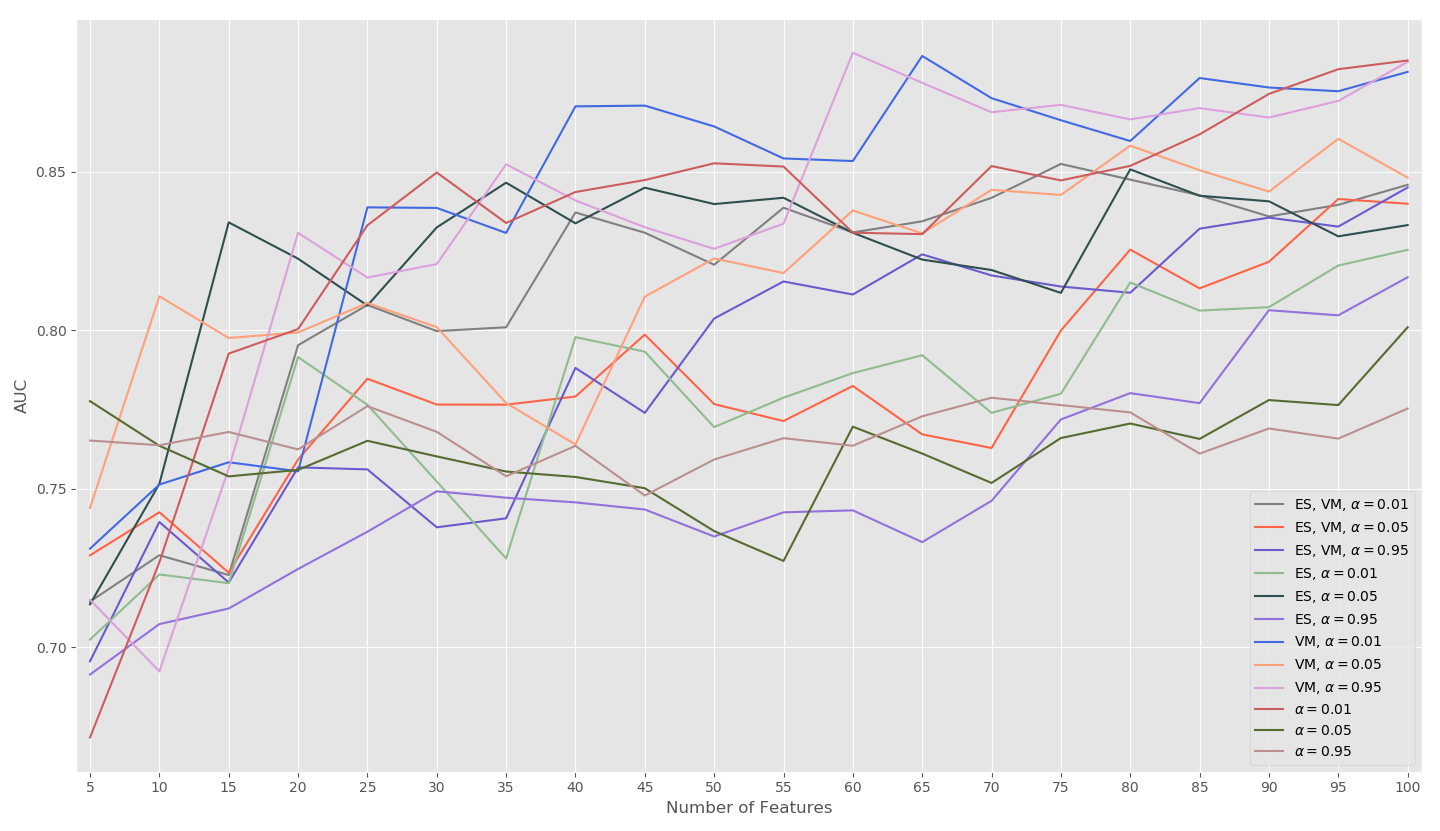 AUC
0.85
0.80
0.75
0.70
5 10 15 20 25 30 35 40 45 50 55 60 65 70 75 80 85 90 95 100
Number of Features
ES, VM, α = 0.01
ES, VM, α = 0.05
ES, VM, α = 0.95
ES, α = 0.01
ES, α = 0.05
ES, α = 0.95
VM, α = 0.01
VM, α = 0.05
VM, α = 0.95
α = 0.01
α = 0.05
α = 0.95